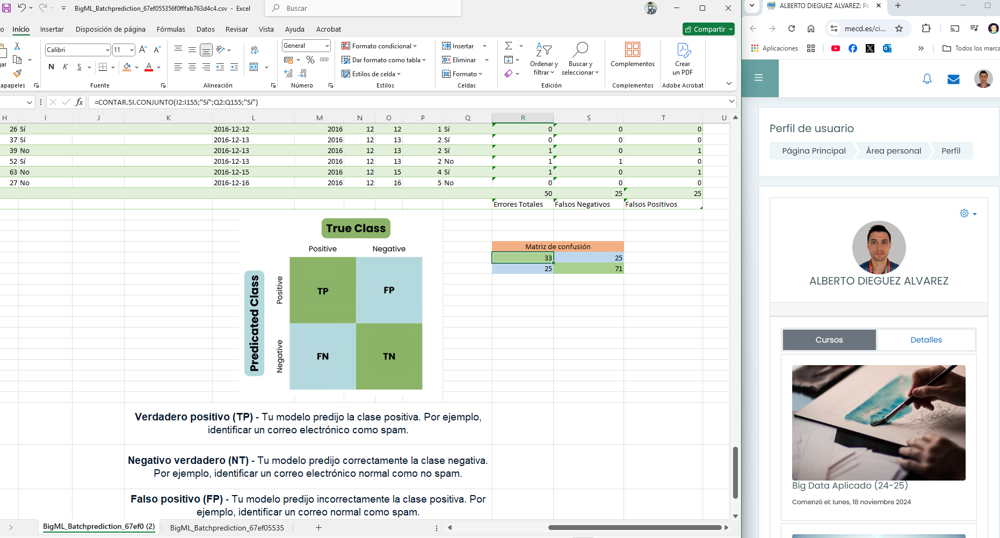 BigML_Batchprediction_67ef055356f0fffab763d4c4.csv - Excel
Buscar
Inicio Insertar Disposición de página Fórmulas Datos Revisar Vista Ayuda Acrobat
Compartir
Calibri 11
General
N K S
% 000
Fuente
Alineación
Número
Formato condicional
Dar formato como tabla
Estilos de celda
Estilos
Insertar
Eliminar
Formato
Celdas
Ordenar y filtrar
Buscar y seleccionar
Edición
Complementos
Complementos
Crear un PDF
Adobe Acrobat
fx =CONTAR.SI.CONJUNTO(I2:I155;"Sí";Q2:Q155;"Sí")
H I J K L M N O P Q R S T U
26 Sí 2016-12-12 2016 12 12 1 Sí 0 0 0
37 Sí 2016-12-13 2016 12 13 2 Sí 0 0 0
39 No 2016-12-13 2016 12 13 2 Sí 1 0 1
52 Sí 2016-12-13 2016 12 13 2 No 1 1 0
63 No 2016-12-15 2016 12 15 4 Sí 1 0 1
27 No 2016-12-16 2016 12 16 5 No 0 0 0
50 25 25
Errores Totales Falsos Negativos Falsos Positivos
True Class
Positive Negative
Predicated Class
Positive
Negative
TP FP
FN TN
Matriz de confusión
33 25
25 71
Verdadero positivo (TP) - Tu modelo predijo la clase positiva. Por ejemplo,
identificar un correo electrónico como spam.
Negativo verdadero (NT) - Tu modelo predijo correctamente la clase negativa.
Por ejemplo, identificar un correo electrónico normal como no spam.
Falso positivo (FP) - Tu modelo predijo incorrectamente la clase positiva. Por
ejemplo, identificar un correo normal como spam.
BigML_Batchprediction_67ef0 (2) BigML_Batchprediction_67ef05535
ALBERTO DIEGUEZ ALVAREZ: Pe
mecd.es/ci...
Aplicaciones
Todos los marca
Perfil de usuario
Página Principal Área personal Perfil
ALBERTO DIEGUEZ ALVAREZ
Cursos Detalles
Big Data Aplicado (24-25)
Comenzó el: lunes, 18 noviembre 2024